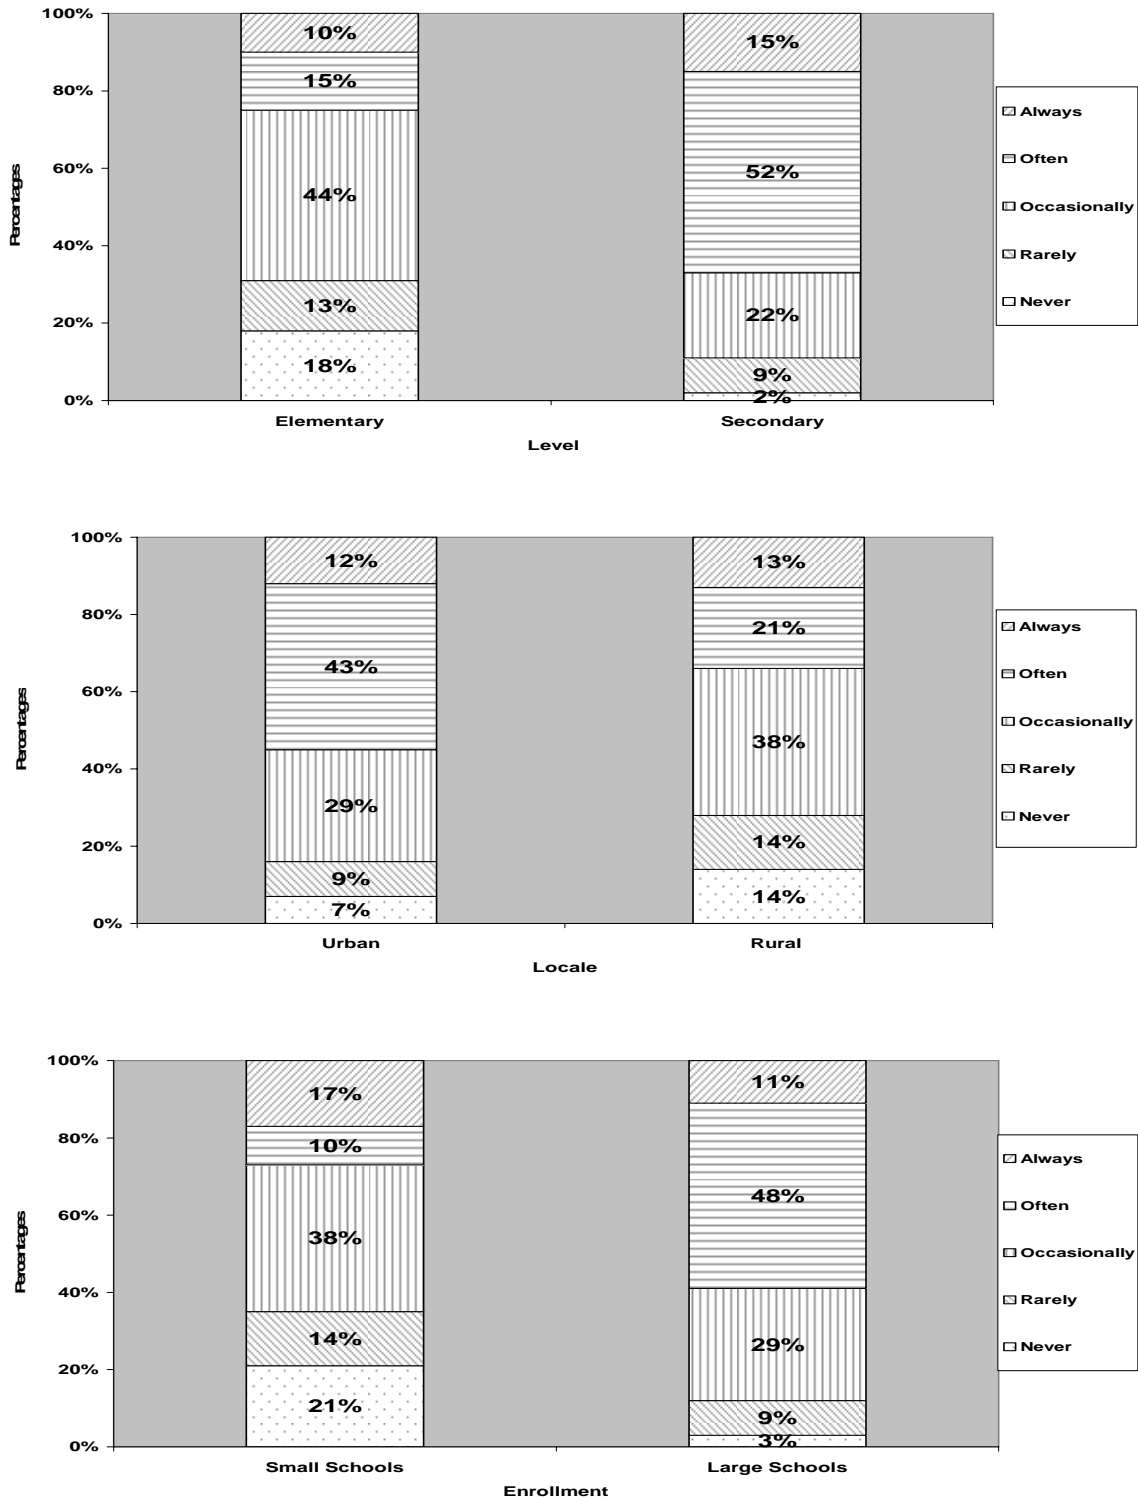 100%
80%
60%
40%
20%
0%
Percentages
10%
15%
44%
13%
18%
15%
52%
22%
9%
2%
Elementary
Secondary
Level
Always
Often
Occasionally
Rarely
Never
100%
80%
60%
40%
20%
0%
Percentages
12%
43%
29%
9%
7%
13%
21%
38%
14%
14%
Urban
Rural
Locale
Always
Often
Occasionally
Rarely
Never
100%
80%
60%
40%
20%
0%
Percentages
17%
10%
38%
14%
21%
11%
48%
29%
9%
3%
Small Schools
Large Schools
Enrollment
Always
Often
Occasionally
Rarely
Never